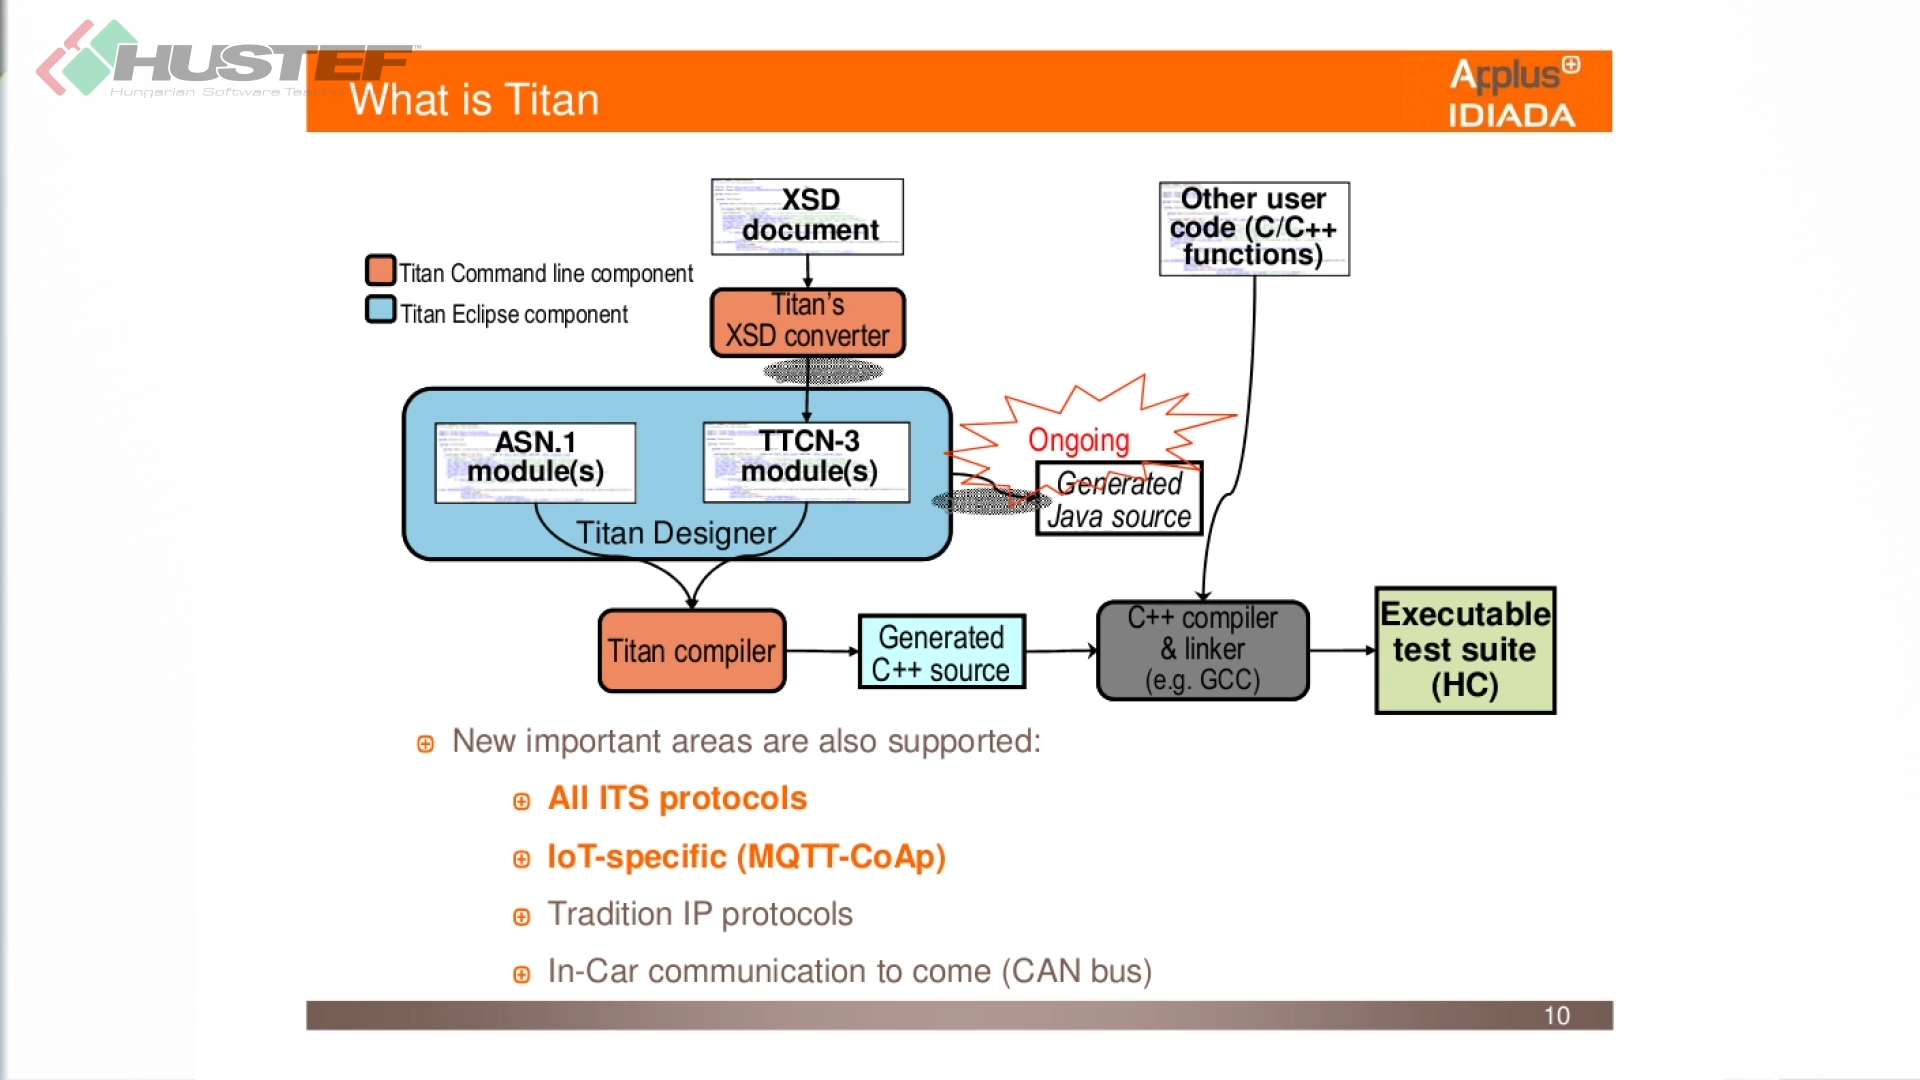 HUSTEF
Hungarian Software Test
What is Titan
Applus
IDIADA
XSD
document
Other user
code (C/C++
functions)
Titan Command line component
Titan Eclipse component
Titan's
XSD converter
ASN.1
module(s)
TTCN-3
module(s)
Titan Designer
Ongoing
Generated
Java source
Titan compiler
Generated
C++ source
C++ compiler
& linker
(e.g. GCC)
Executable
test suite
(HC)
New important areas are also supported:
All ITS protocols
IoT-specific (MQTT-CoAp)
Tradition IP protocols
In-Car communication to come (CAN bus)
10